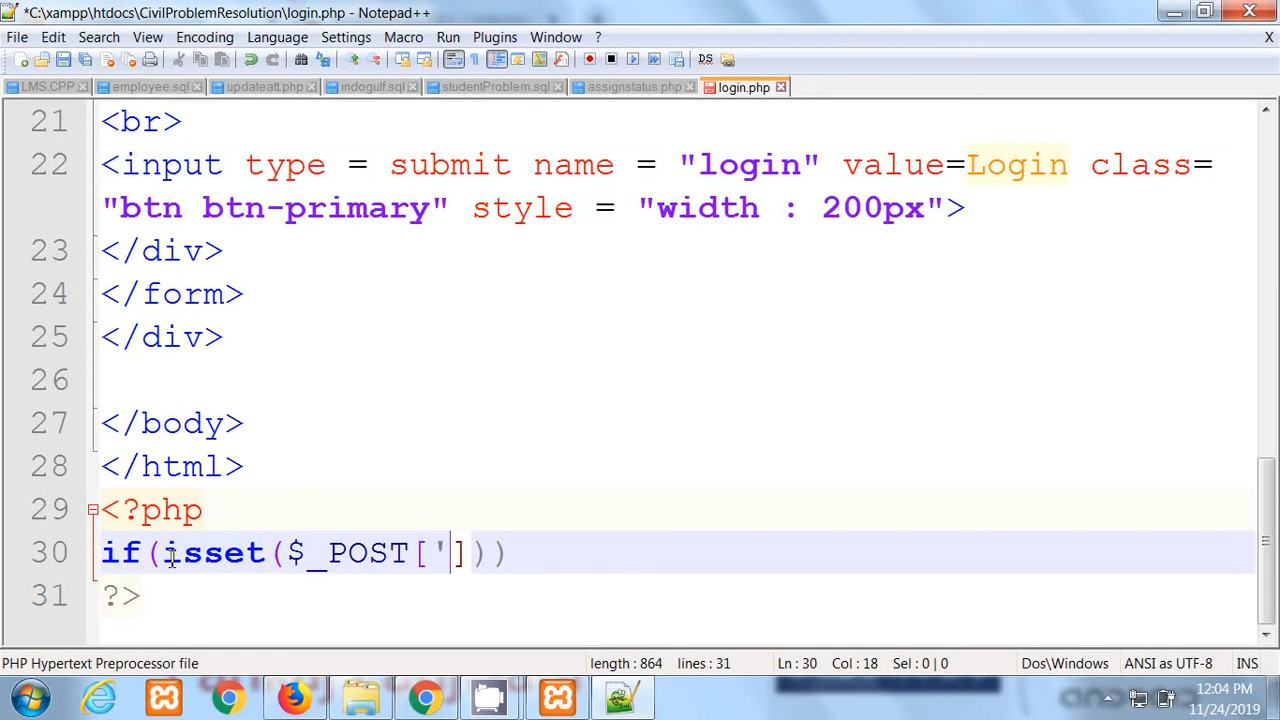 *C:\xampp\htdocs\CivilProblemResolution\login.php - Notepad++
File Edit Search View Encoding Language Settings Macro Run Plugins Window ? X
LMS.CPP employee.sql updateatt.php indogulf.sql studentProblem.sql assignstatus.php login.php
21 <br>
22 <input type = submit name = "login" value=Login class=
"btn btn-primary" style = "width : 200px">
23 </div>
24 </form>
25 </div>
26
27 </body>
28 </html>
29 <?php
30 if(isset($_POST[']))
31 ?>
PHP Hypertext Preprocessor file length : 864 lines : 31 Ln : 30 Col : 18 Sel : 0 | 0 Dos\Windows ANSI as UTF-8 INS
12:04 PM
11/24/2019